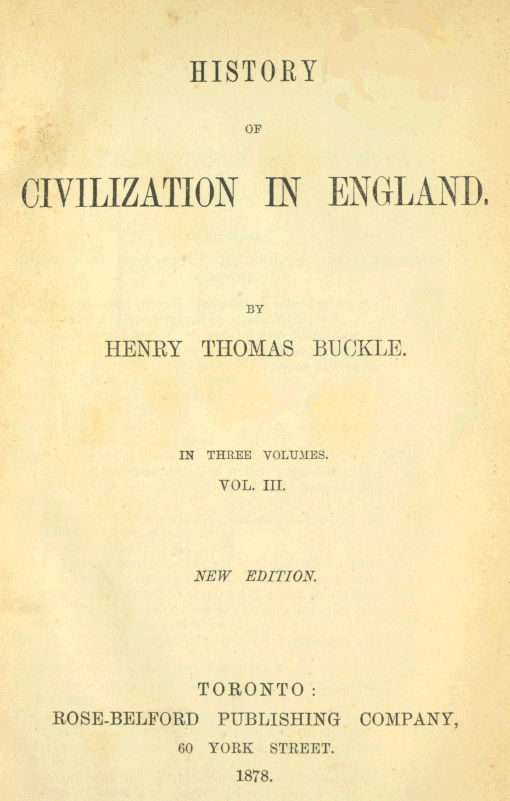 HISTORY
OF
CIVILIZATION IN ENGLAND.
BY
HENRY THOMAS BUCKLE.
IN THREE VOLUMES.
VOL. III.
NEW EDITION.
TORONTO:
ROSE-BELFORD PUBLISHING COMPANY,
60 YORK STREET.
1878.